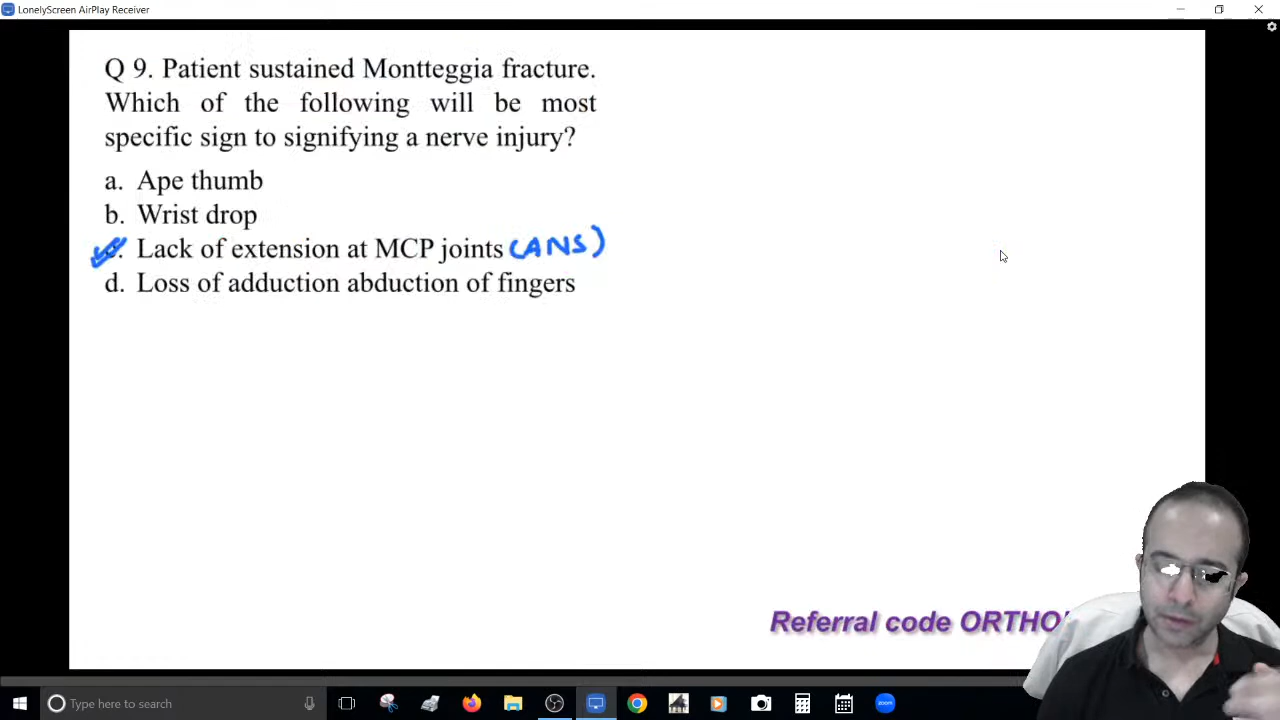 LonelyScreen AirPlay Receiver
Q 9. Patient sustained Montteggia fracture.
Which of the following will be most
specific sign to signifying a nerve injury?
a. Ape thumb
b. Wrist drop
c. Lack of extension at MCP joints (ANS)
d. Loss of adduction abduction of fingers
Referral code
Type here to search
zoom